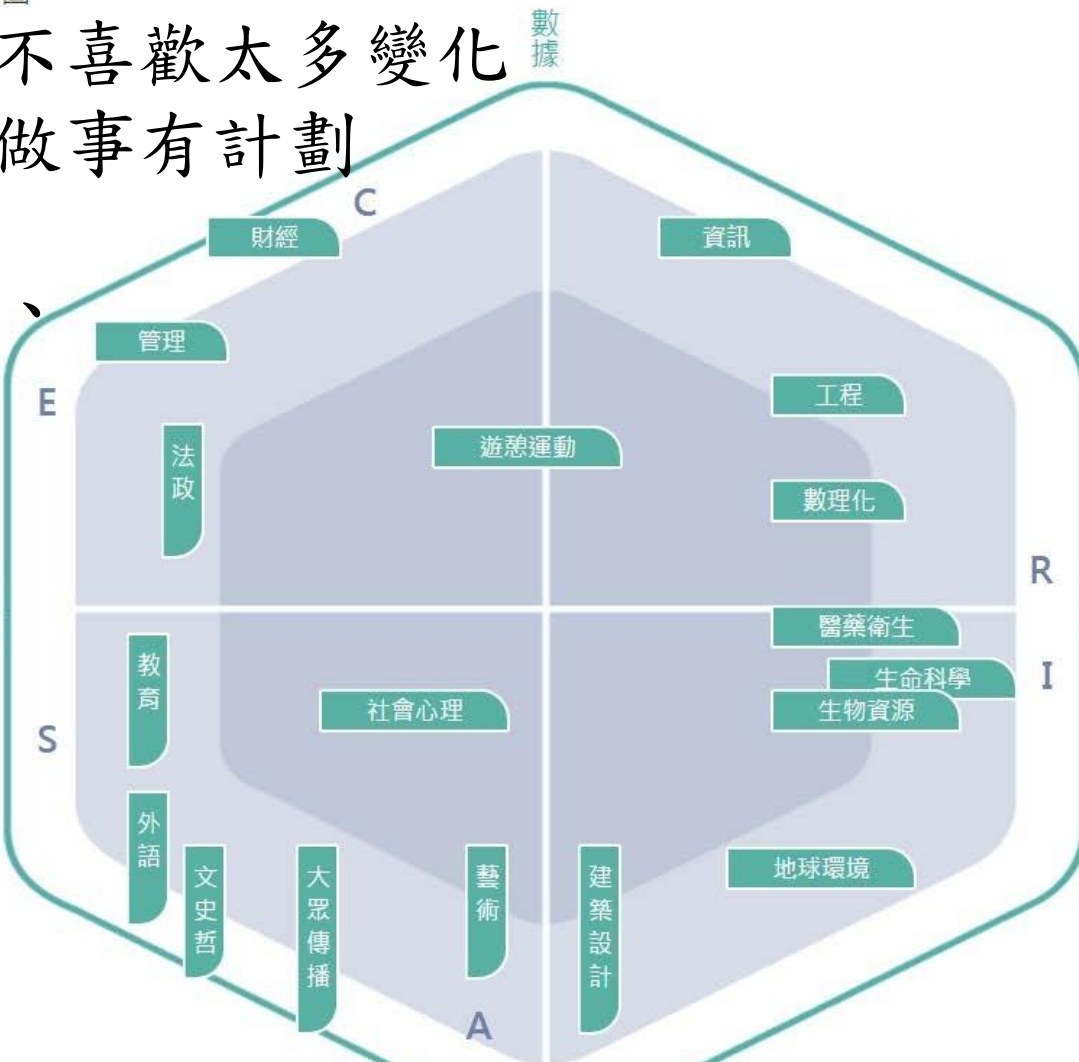 圖
不喜歡太多變化
數據
做事有計劃
C
財經
資訊
、
管理
E
工程
法政
遊憩運動
數理化
R
醫藥衛生
教育
生命科學
I
社會心理
生物資源
S
外語
文史哲
大眾傳播
藝術
建築設計
地球環境
A